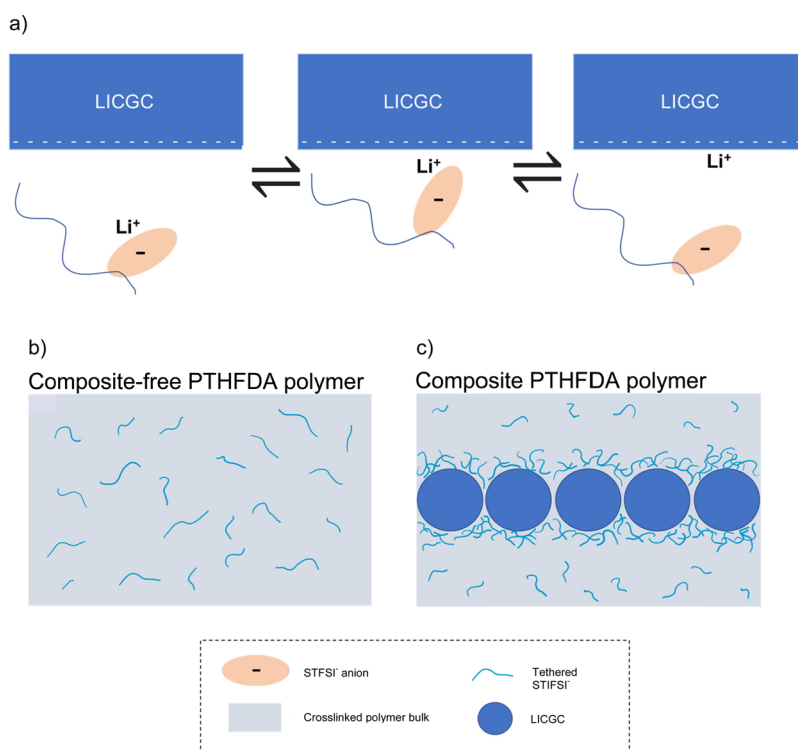 a)
LICGC
LICGC
LICGC
Li⁺
Li⁺
Li⁺
-
-
-
b)
Composite-free PTHFDA polymer
c)
Composite PTHFDA polymer
-
STFSI⁻ anion
Tethered
STIFSI⁻
Crosslinked polymer bulk
LICGC